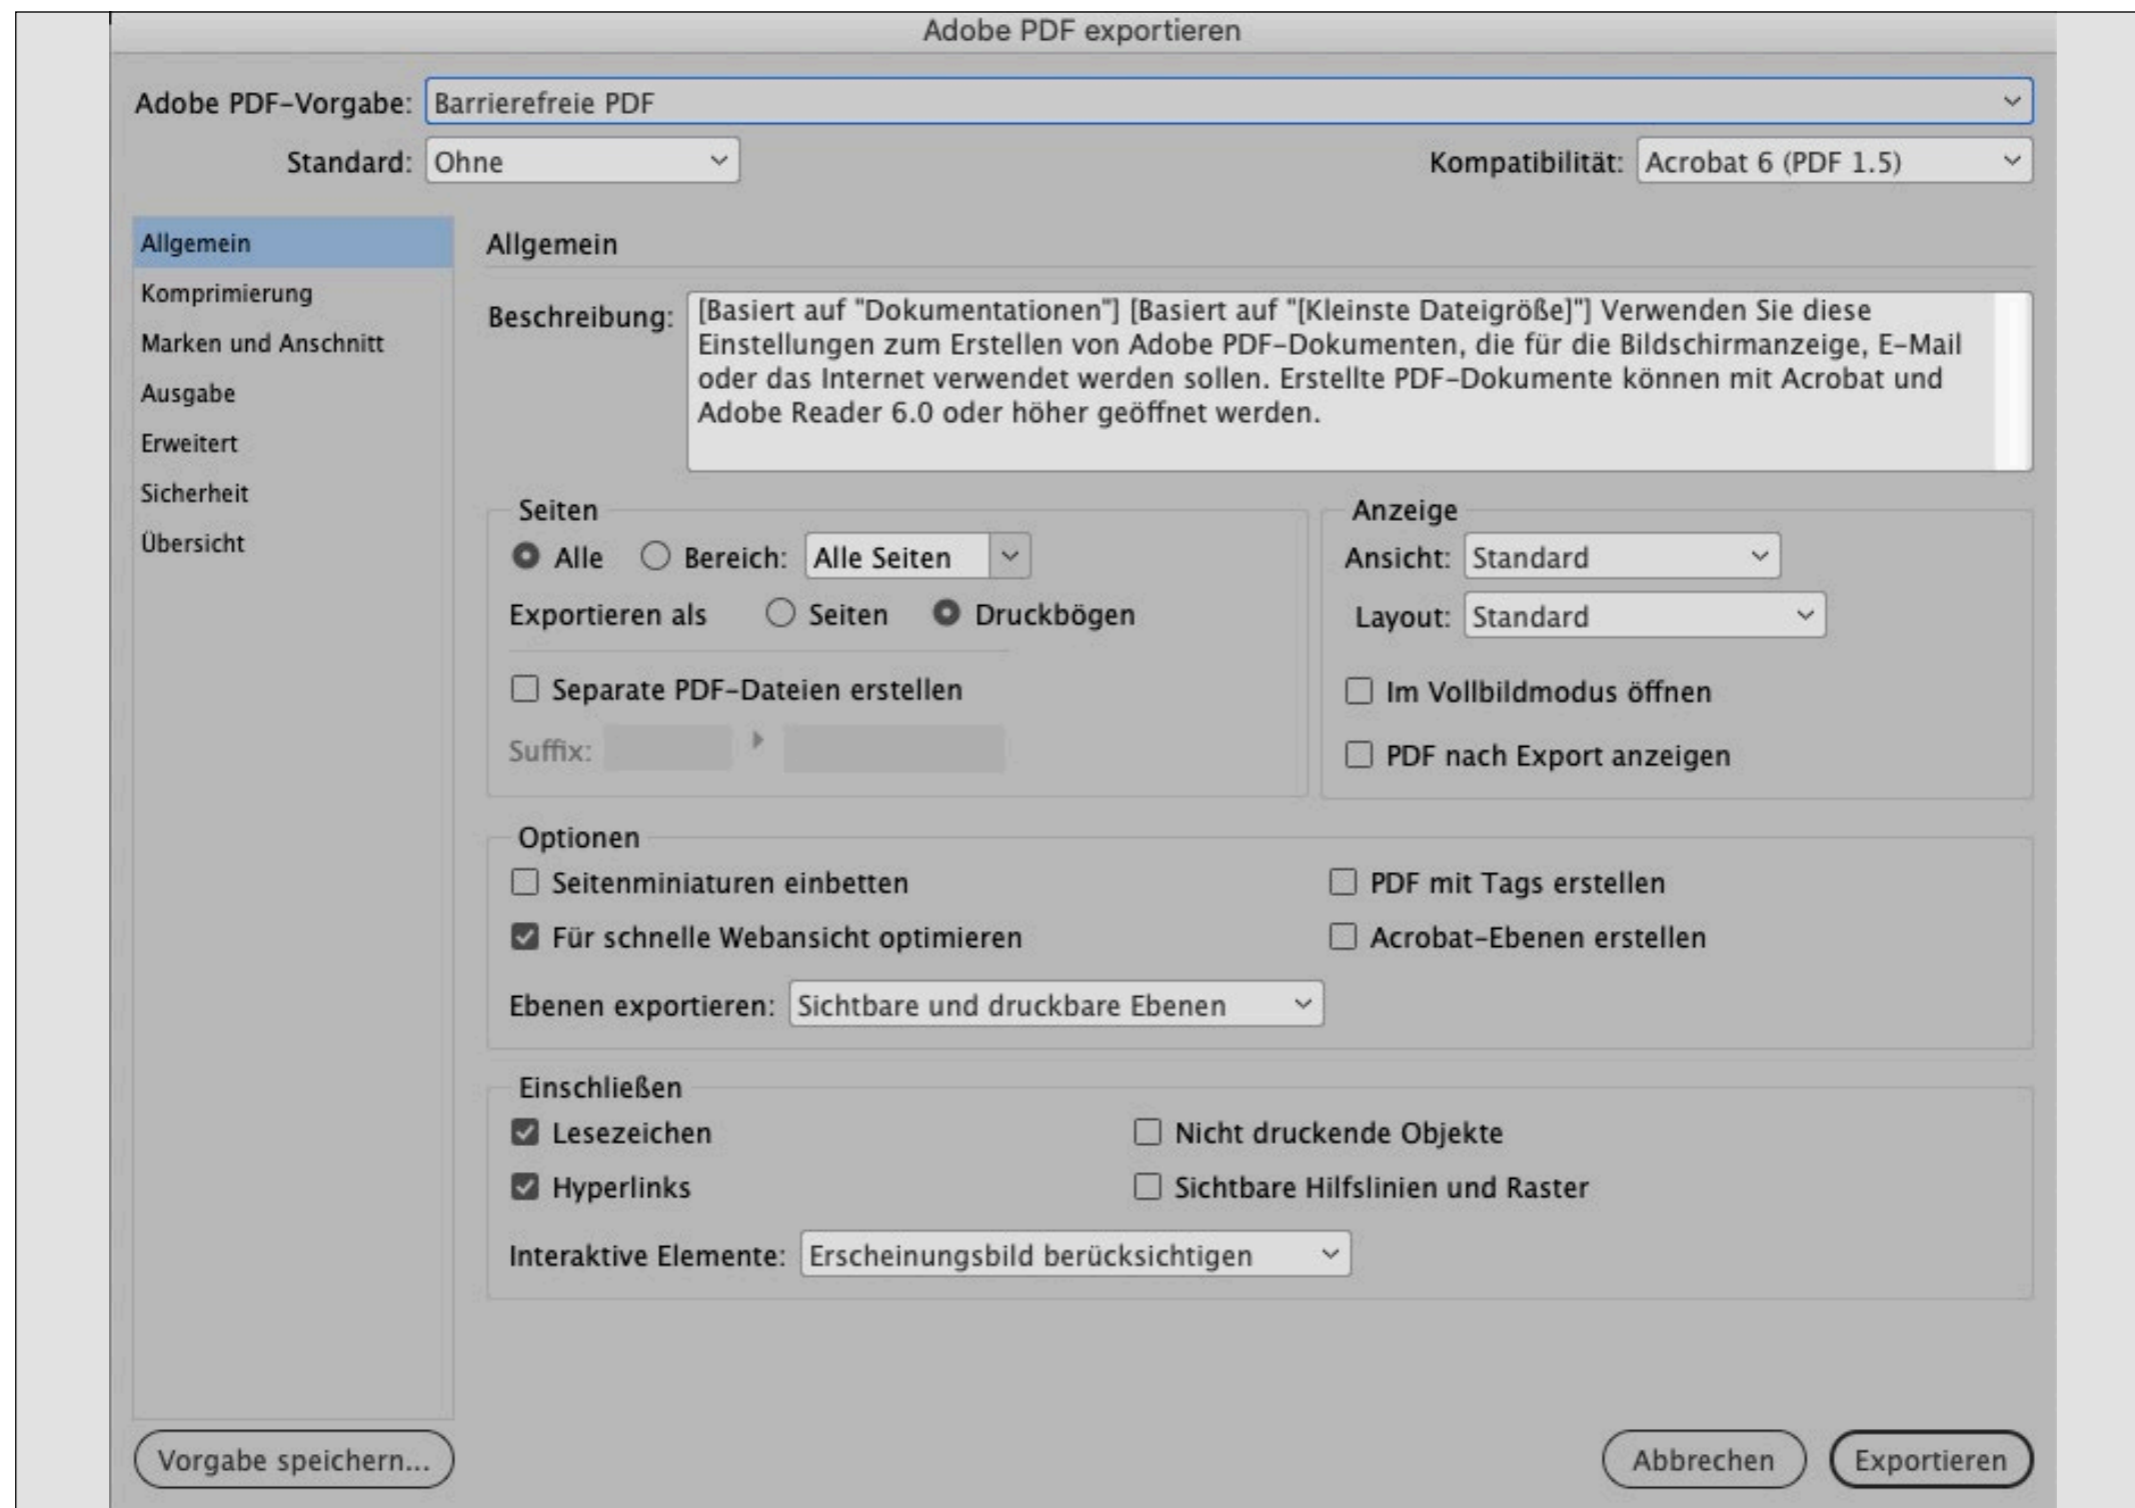 Adobe PDF exportieren
Adobe PDF-Vorgabe: Barrierefreie PDF
Standard: Ohne
Kompatibilität: Acrobat 6 (PDF 1.5)
Allgemein
Komprimierung
Marken und Anschnitt
Ausgabe
Erweitert
Sicherheit
Übersicht
Allgemein
Beschreibung: [Basiert auf "Dokumentationen"] [Basiert auf "[Kleinste Dateigröße]"] Verwenden Sie diese
Einstellungen zum Erstellen von Adobe PDF-Dokumenten, die für die Bildschirmanzeige, E-Mail
oder das Internet verwendet werden sollen. Erstellte PDF-Dokumente können mit Acrobat und
Adobe Reader 6.0 oder höher geöffnet werden.
Seiten
Alle Bereich: Alle Seiten
Exportieren als Seiten Druckbögen
Separate PDF-Dateien erstellen
Suffix:
Anzeige
Ansicht: Standard
Layout: Standard
Im Vollbildmodus öffnen
PDF nach Export anzeigen
Optionen
Seitenminiaturen einbetten
PDF mit Tags erstellen
Für schnelle Webansicht optimieren
Acrobat-Ebenen erstellen
Ebenen exportieren: Sichtbare und druckbare Ebenen
Einschließen
Lesezeichen
Nicht druckende Objekte
Hyperlinks
Sichtbare Hilfslinien und Raster
Interaktive Elemente: Erscheinungsbild berücksichtigen
Vorgabe speichern...
Abbrechen
Exportieren